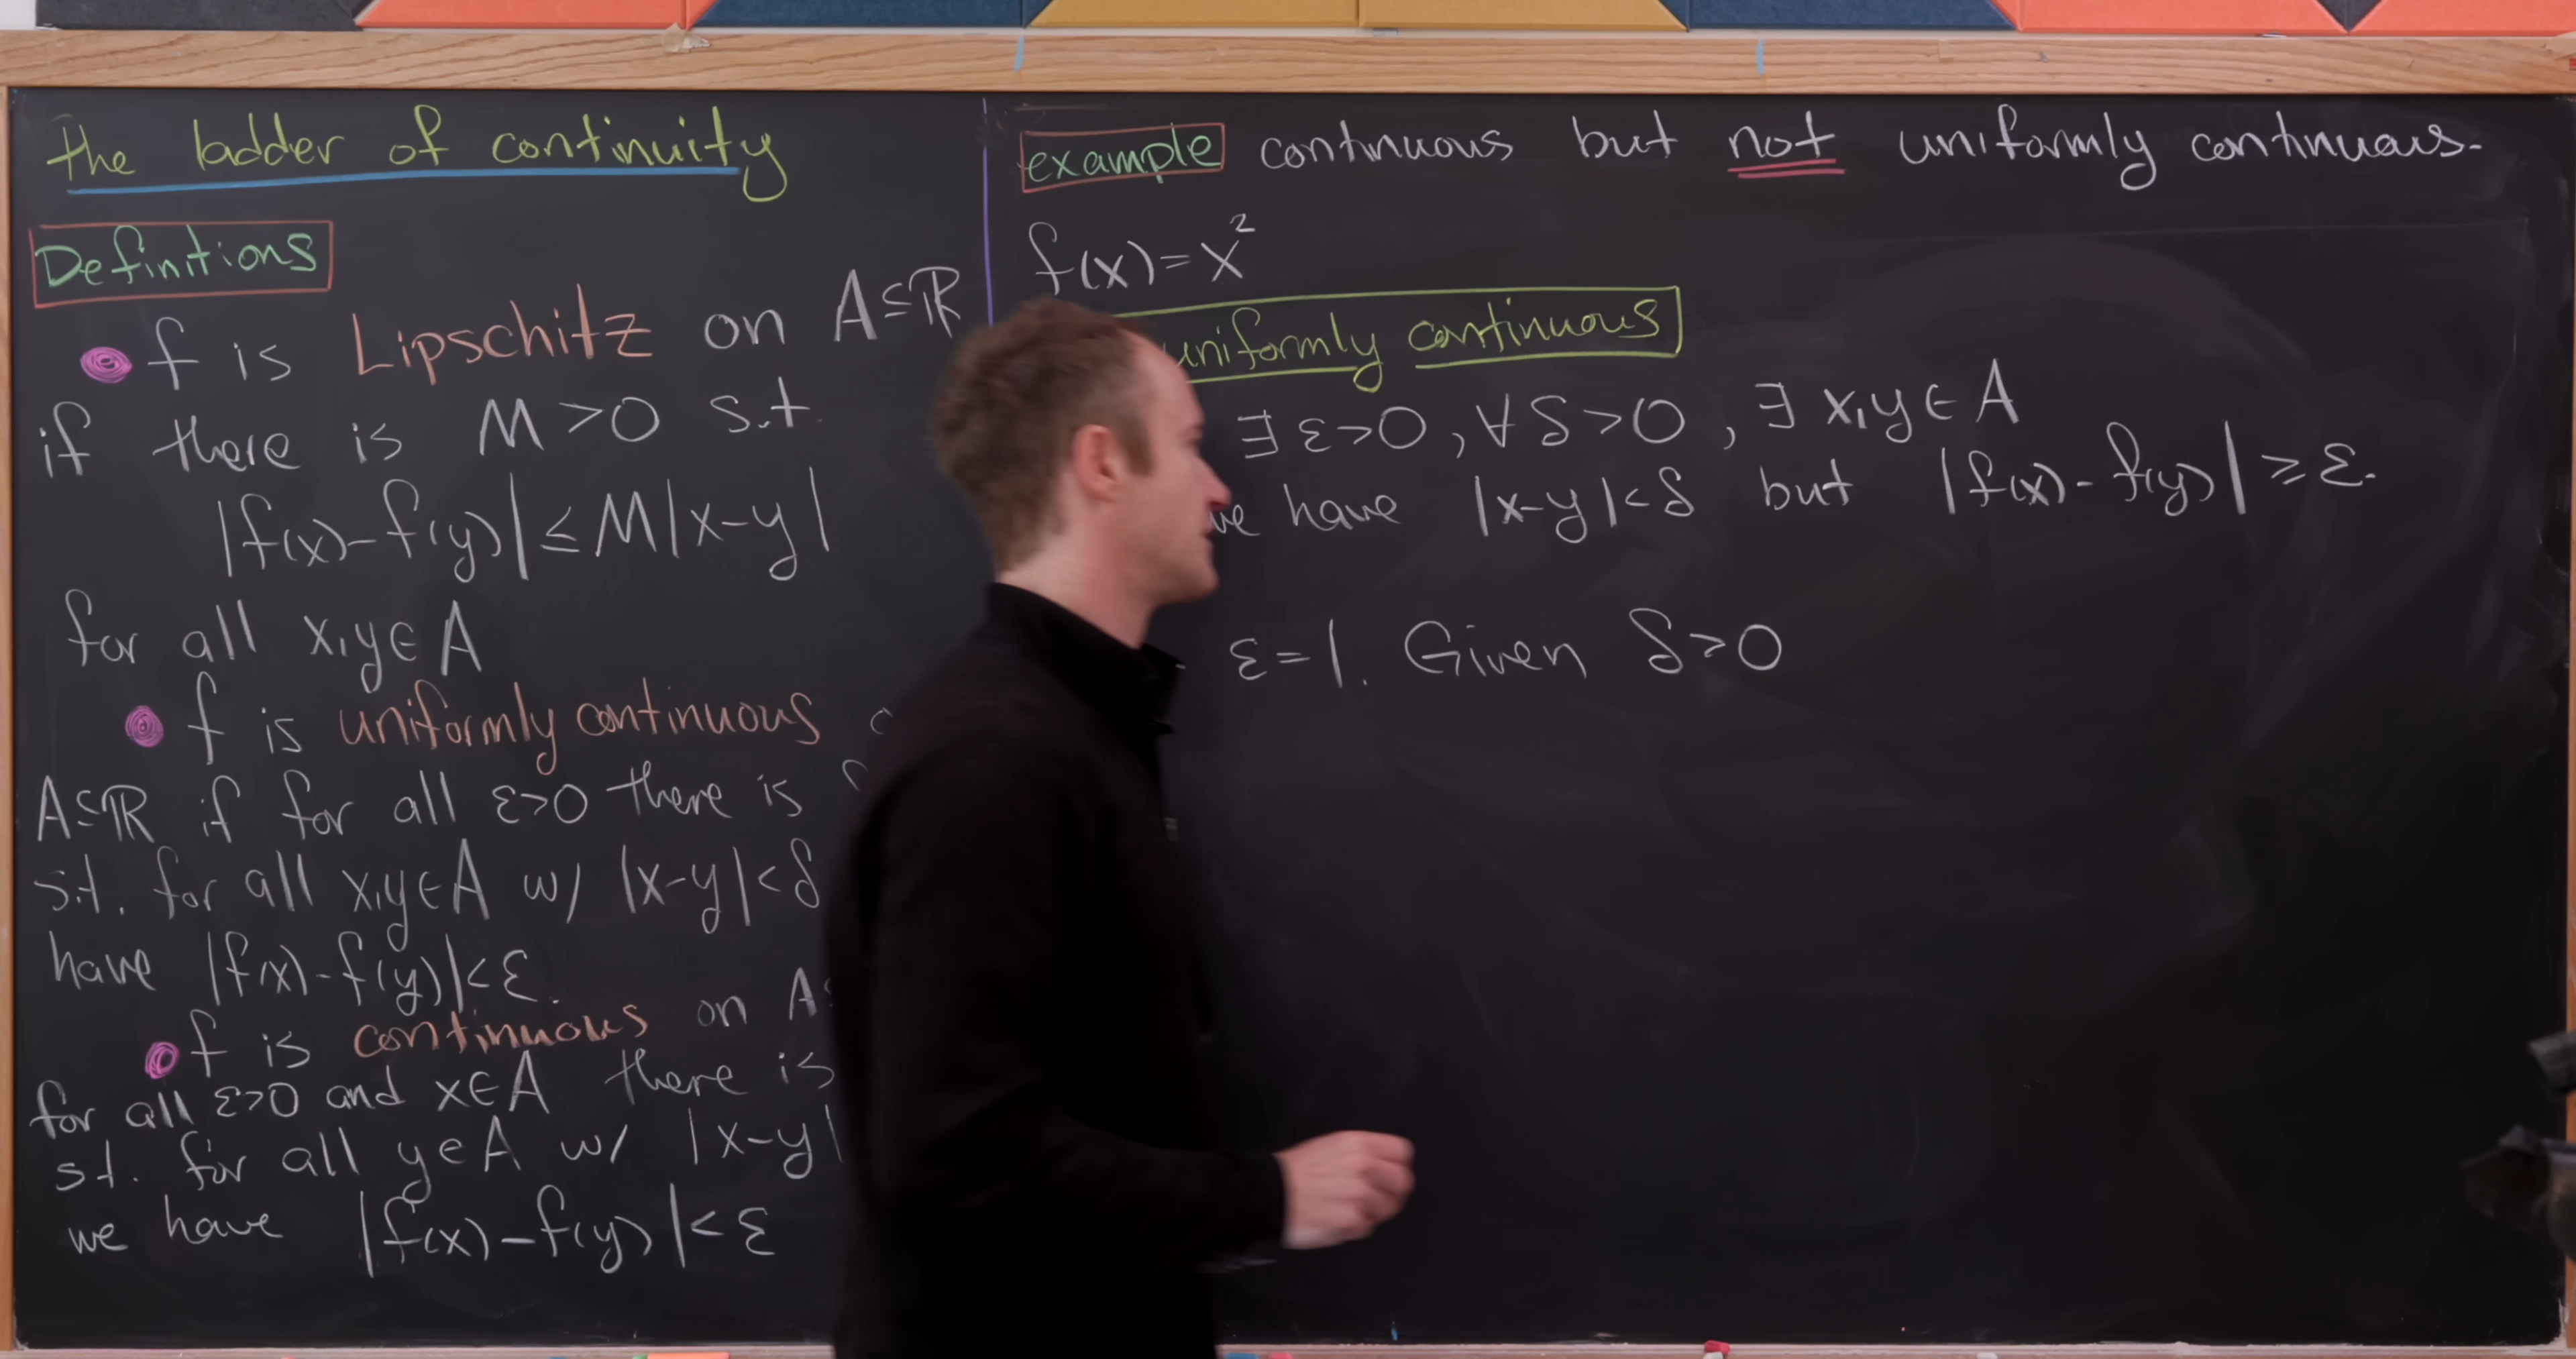 the ladder of continuity
Definitions
f is Lipschitz on A⊆ℝ
if there is M>0 s.t.
|f(x)-f(y)|≤M|x-y|
for all x,y∈A
f is uniformly continuous
A⊆ℝ if for all ε>0 there is
s.t. for all x,y∈A w/ |x-y|<δ
have |f(x)-f(y)|<ε.
f is continuous on A
for all ε>0 and x∈A there is
s.t. for all y∈A w/ |x-y|
we have |f(x)-f(y)|<ε
example continuous but not uniformly continuous.
f(x)=x²
uniformly continuous
∃ε>0, ∀δ>0, ∃x,y∈A
we have |x-y|<δ but |f(x)-f(y)|≥ε.
ε=1. Given δ>0